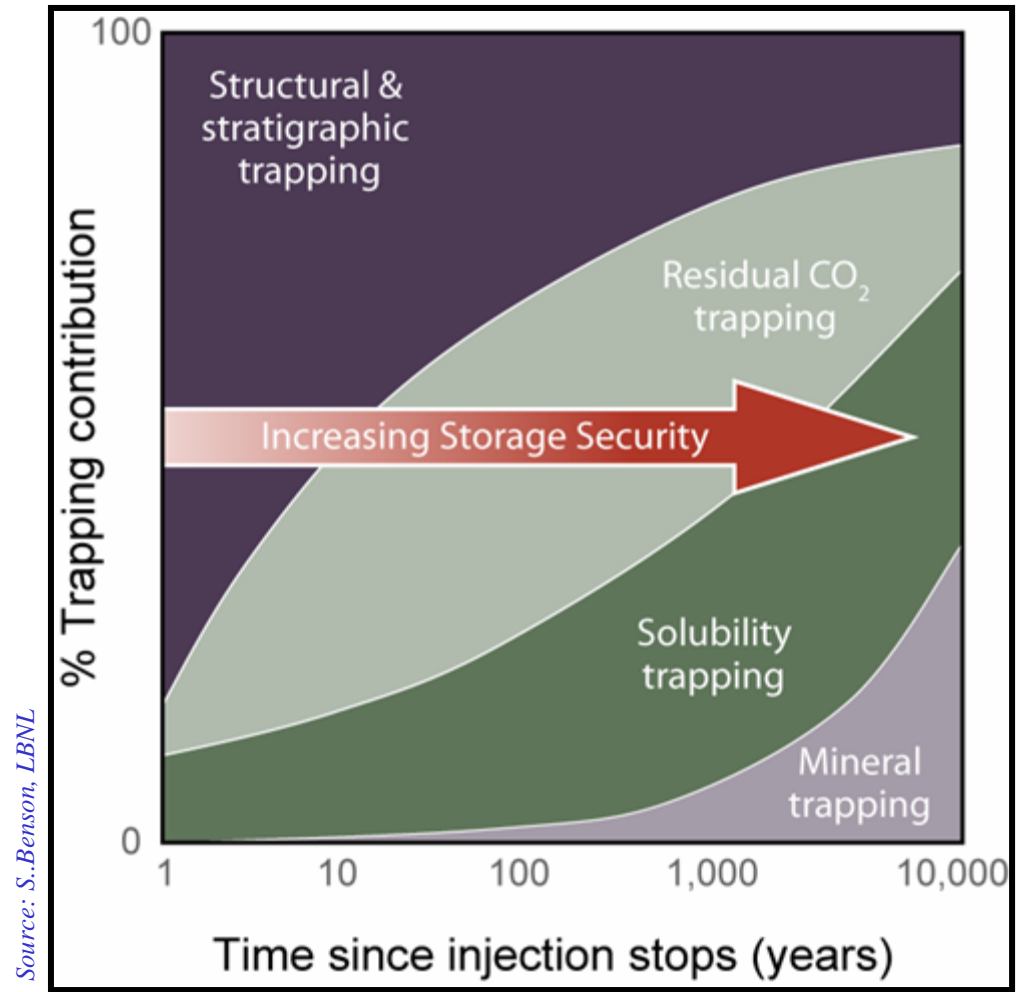 100
Structural &
stratigraphic
trapping
Residual CO₂
trapping
Increasing Storage Security
Solubility
trapping
Mineral
trapping
% Trapping contribution
0
1 10 100 1,000 10,000
Time since injection stops (years)
Source: S..Benson, LBNL